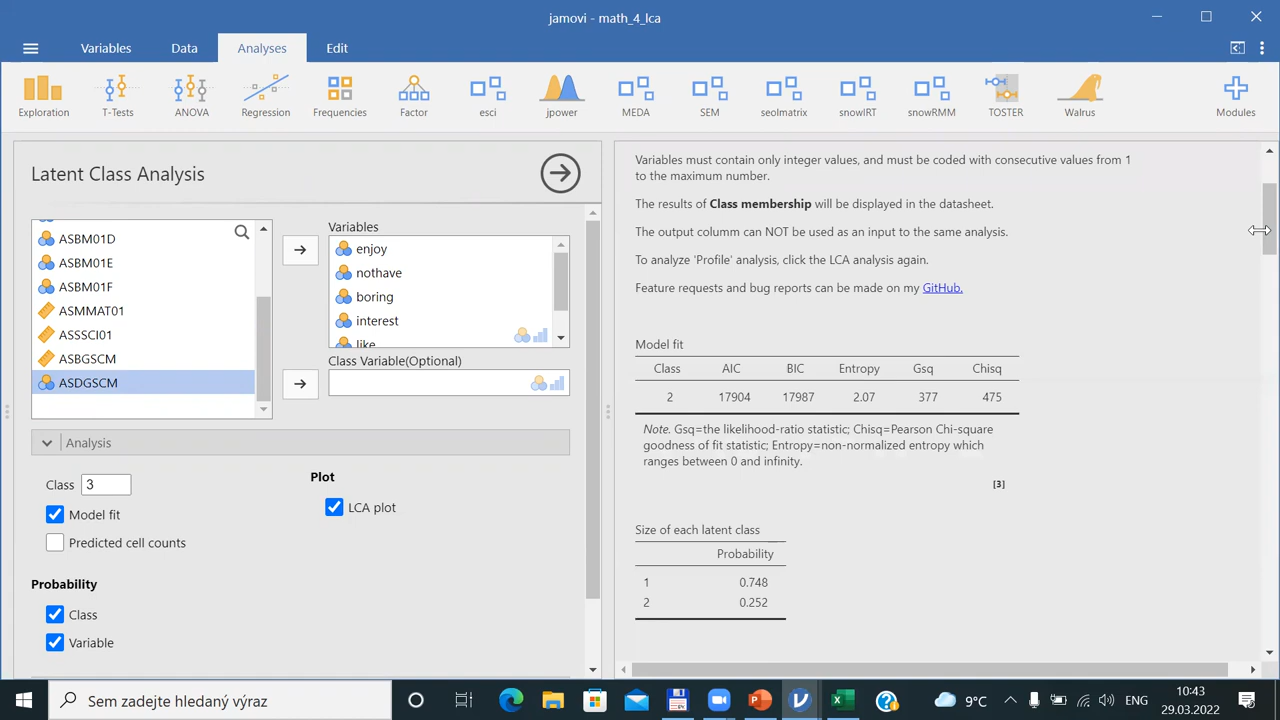 jamovi - math_4_lca
Variables
Data
Analyses
Edit
Exploration
T-Tests
ANOVA
Regression
Frequencies
Factor
esci
jpower
MEDA
SEM
seolmatrix
snowIRT
snowRMM
TOSTER
Walrus
Modules
Latent Class Analysis
ASBM01D
ASBM01E
ASBM01F
ASMMAT01
ASSSCI01
ASBGSCM
ASDGSCM
Variables
enjoy
nothave
boring
interest
like
Class Variable(Optional)
Analysis
Class 3
Model fit
Predicted cell counts
Plot
LCA plot
Probability
Class
Variable
Variables must contain only integer values, and must be coded with consecutive values from 1
to the maximum number.
The results of Class membership will be displayed in the datasheet.
The output columm can NOT be used as an input to the same analysis.
To analyze 'Profile' analysis, click the LCA analysis again.
Feature requests and bug reports can be made on my GitHub.
Model fit
Class AIC BIC Entropy Gsq Chisq
2 17904 17987 2.07 377 475
Note. Gsq=the likelihood-ratio statistic; Chisq=Pearson Chi-square
goodness of fit statistic; Entropy=non-normalized entropy which
ranges between 0 and infinity.
[3]
Size of each latent class
Probability
1 0.748
2 0.252
Sem zadejte hledaný výraz
9°C
ENG
10:43
29.03.2022